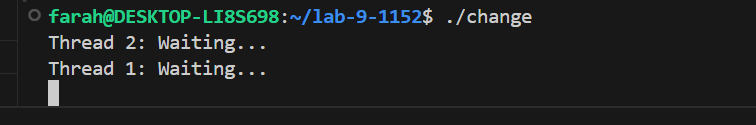 farah@DESKTOP-LI8S698:~/lab-9-1152$ ./change
Thread 2: Waiting...
Thread 1: Waiting...